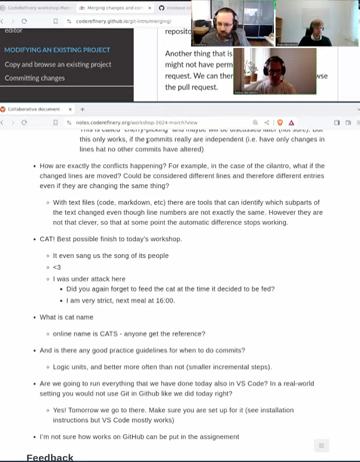 editor
MODIFYING AN EXISTING PROJECT
Copy and browse an existing project
Committing changes
Coderefinery workshop M
Merging changes and con
coderefinery.github.io/git-intro/merging/
reposito
Another thing that is
might not have perm
request. We can ther
the pull request.
wse
Collaborative document
notes.coderefinery.org/workshop-2024-march/view
This is called "cherry-picking" and maybe will be discussed later (not sure). But
this only works, if the commits really are independent (i.e. have only changes in
lines hat no other commits have altered)
How are exactly the conflicts happening? For example, in the case of the cilantro, what if the
changed lines are moved? Could be considered different lines and therefore different entries
even if they are changing the same thing?
With text files (code, markdown, etc) there are tools that can identify which subparts of
the text changed even though line numbers are not exactly the same. However they are
not that clever, so that at some point the automatic difference stops working.
CAT! Best possible finish to today's workshop.
It even sang us the song of its people
<3
I was under attack here
Did you again forget to feed the cat at the time it decided to be fed?
I am very strict, next meal at 16:00.
What is cat name
online name is CATS - anyone get the reference?
And is there any good practice guidelines for when to do commits?
Logic units, and better more often than not (smaller incremental steps).
Are we going to run everything that we have done today also in VS Code? In a real-world
setting you would not use Git in Github like we did today right?
Yes! Tomorrow we go to there. Make sure you are set up for it (see installation
instructions but VS Code mostly works)
I'm not sure how works on GitHub can be put in the assignement
Feedback